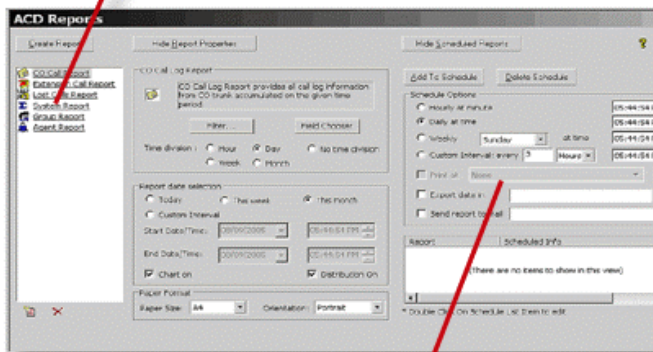 ACD Reports
Create Report
Hide Report Properties
Hide Scheduled Reports
CO Call Report
Extension Call Report
Lost Calls Report
System Report
Group Report
Agent Report
CO Call Log Report
CO Call Log Report provides all call log information
from CO trunk accumulated on the given time
period.
Filter...
Field Chooser
Time division :
Hour
Day
No time division
Week
Month
Report date selection
Today
This week
This month
Custom Interval
Start Date/Time:
End Date/Time:
Chart on
Distribution On
Paper Format
Paper Size:
A4
Orientation:
Portrait
Add To Schedule
Delete Schedule
Schedule Options
Hourly at minute
Daily at time
Weekly
Sunday
at time
Custom Interval: every
Hours
Print at
None
Export data in
Send report to mail
Report
Scheduled Info
(There are no items to show in this view)
* Double Click On Schedule List Item to edit